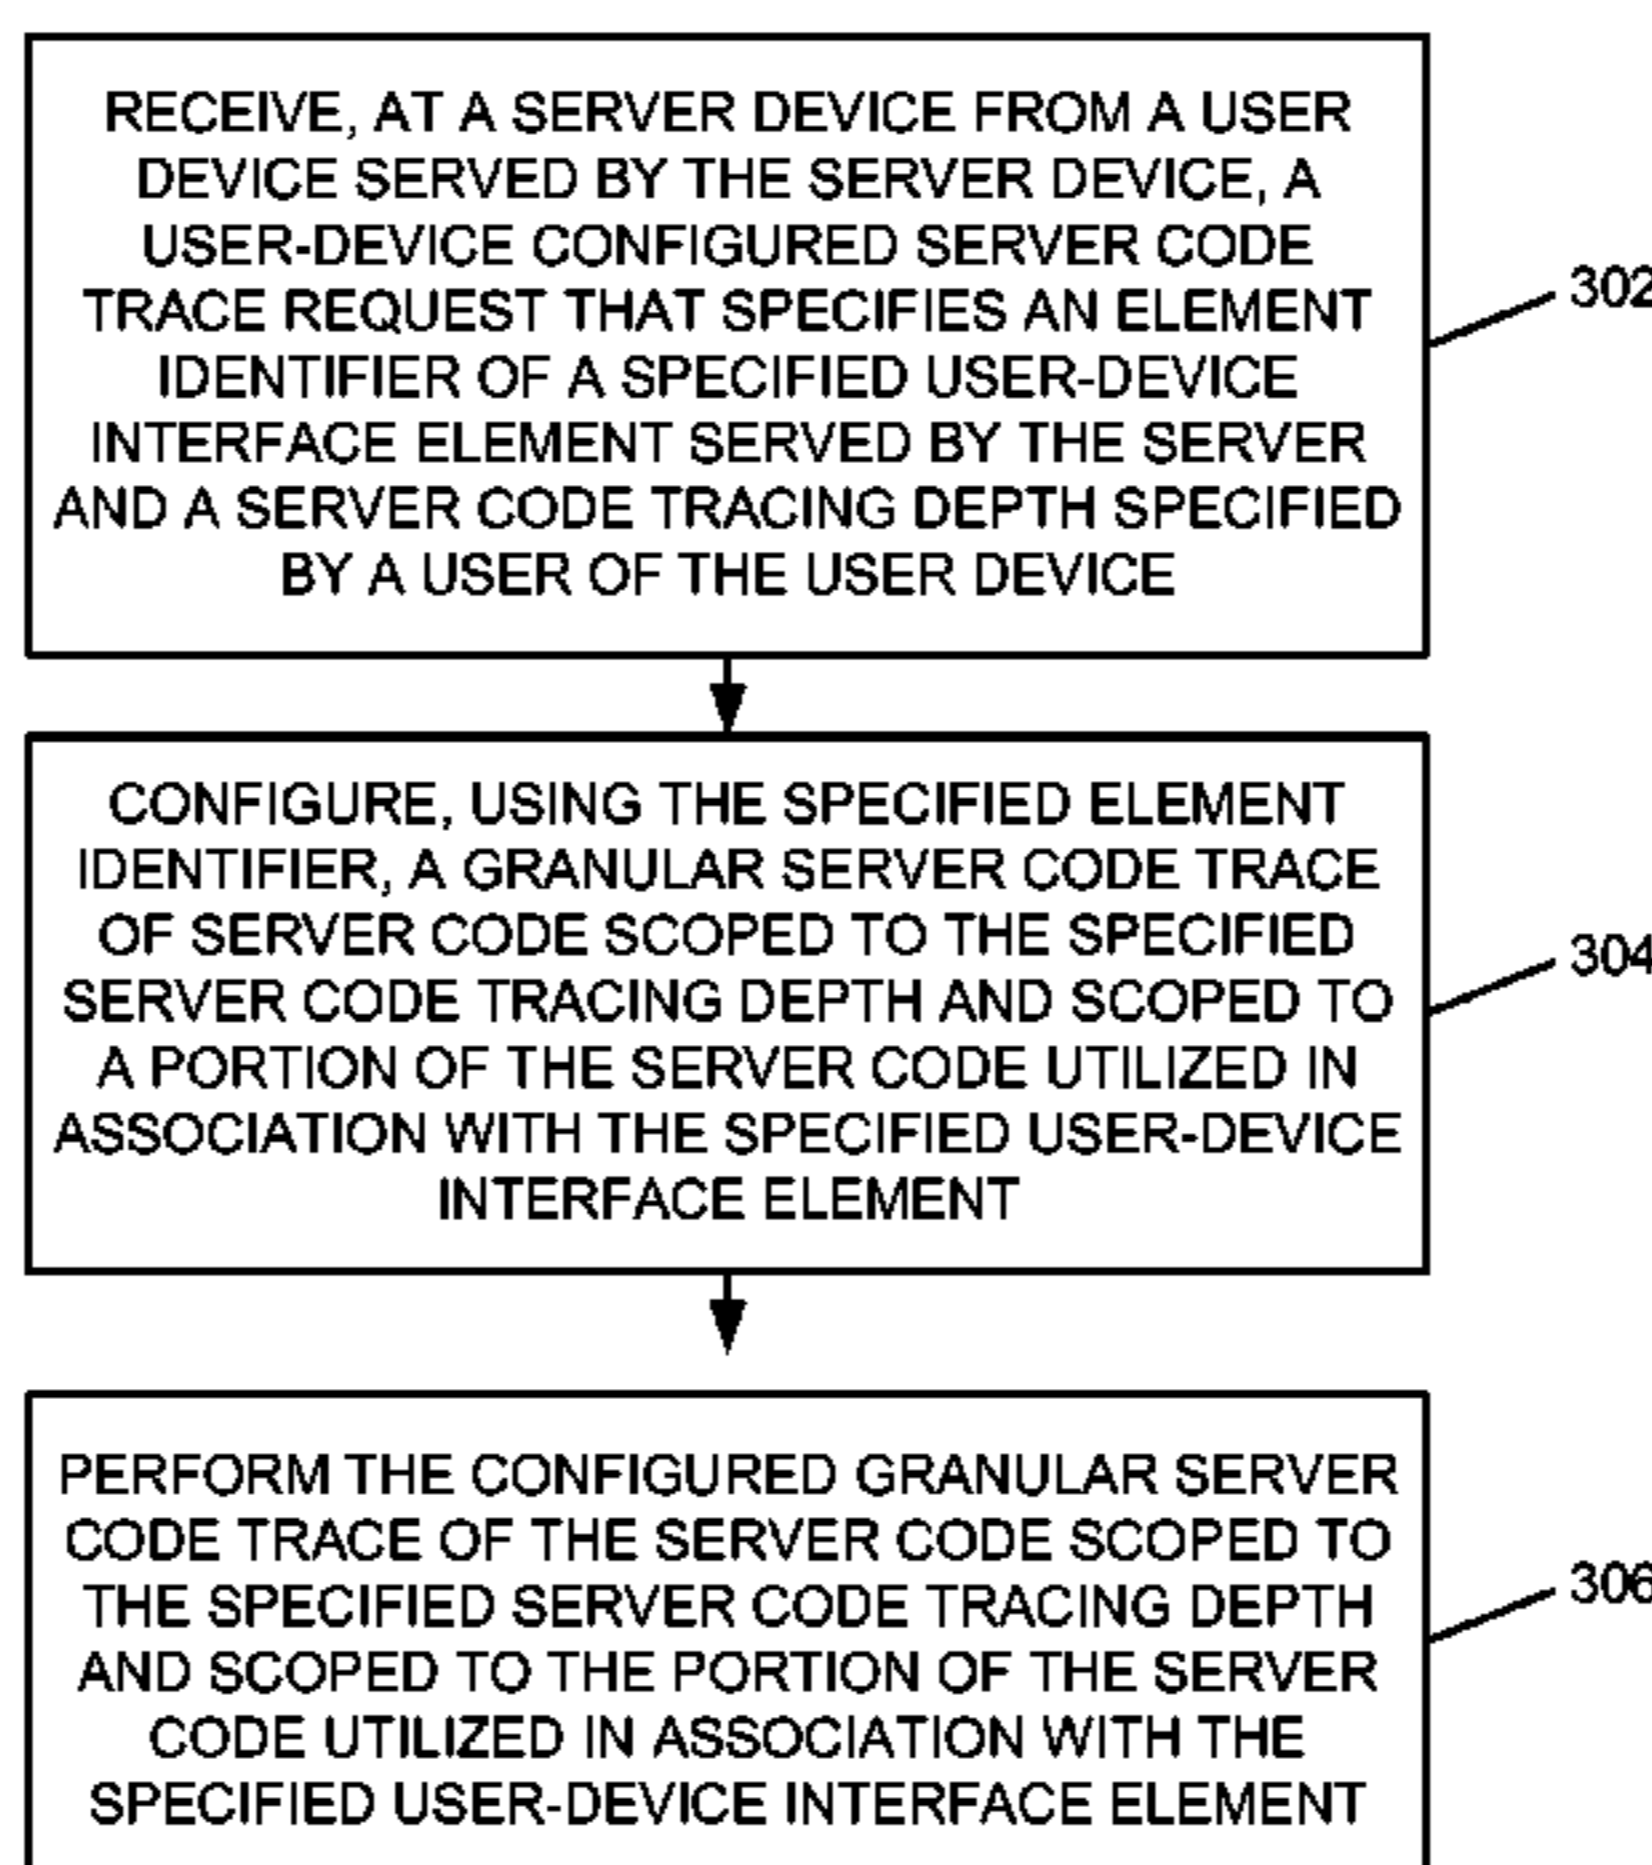 RECEIVE, AT A SERVER DEVICE FROM A USER
DEVICE SERVED BY THE SERVER DEVICE, A
USER-DEVICE CONFIGURED SERVER CODE
TRACE REQUEST THAT SPECIFIES AN ELEMENT
IDENTIFIER OF A SPECIFIED USER-DEVICE
INTERFACE ELEMENT SERVED BY THE SERVER
AND A SERVER CODE TRACING DEPTH SPECIFIED
BY A USER OF THE USER DEVICE
302
CONFIGURE, USING THE SPECIFIED ELEMENT
IDENTIFIER, A GRANULAR SERVER CODE TRACE
OF SERVER CODE SCOPED TO THE SPECIFIED
SERVER CODE TRACING DEPTH AND SCOPED TO
A PORTION OF THE SERVER CODE UTILIZED IN
ASSOCIATION WITH THE SPECIFIED USER-DEVICE
INTERFACE ELEMENT
304
PERFORM THE CONFIGURED GRANULAR SERVER
CODE TRACE OF THE SERVER CODE SCOPED TO
THE SPECIFIED SERVER CODE TRACING DEPTH
AND SCOPED TO THE PORTION OF THE SERVER
CODE UTILIZED IN ASSOCIATION WITH THE
SPECIFIED USER-DEVICE INTERFACE ELEMENT
306